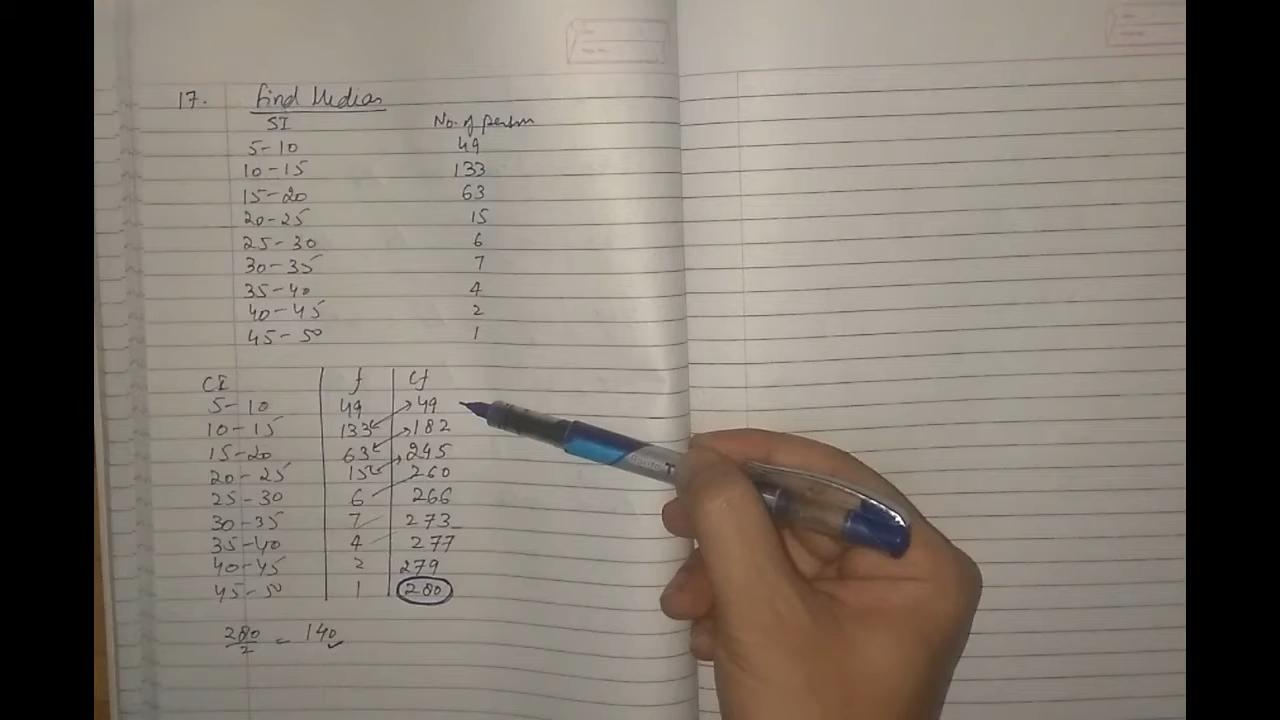 17. Find Median
SI No. of person
5-10 49
10-15 133
15-20 63
20-25 15
25-30 6
30-35 7
35-40 4
40-45 2
45-50 1
CI f cf
5-10 49 49
10-15 133 182
15-20 63 245
20-25 15 260
25-30 6 266
30-35 7 273
35-40 4 277
40-45 2 279
45-50 1 280
280/2 = 140